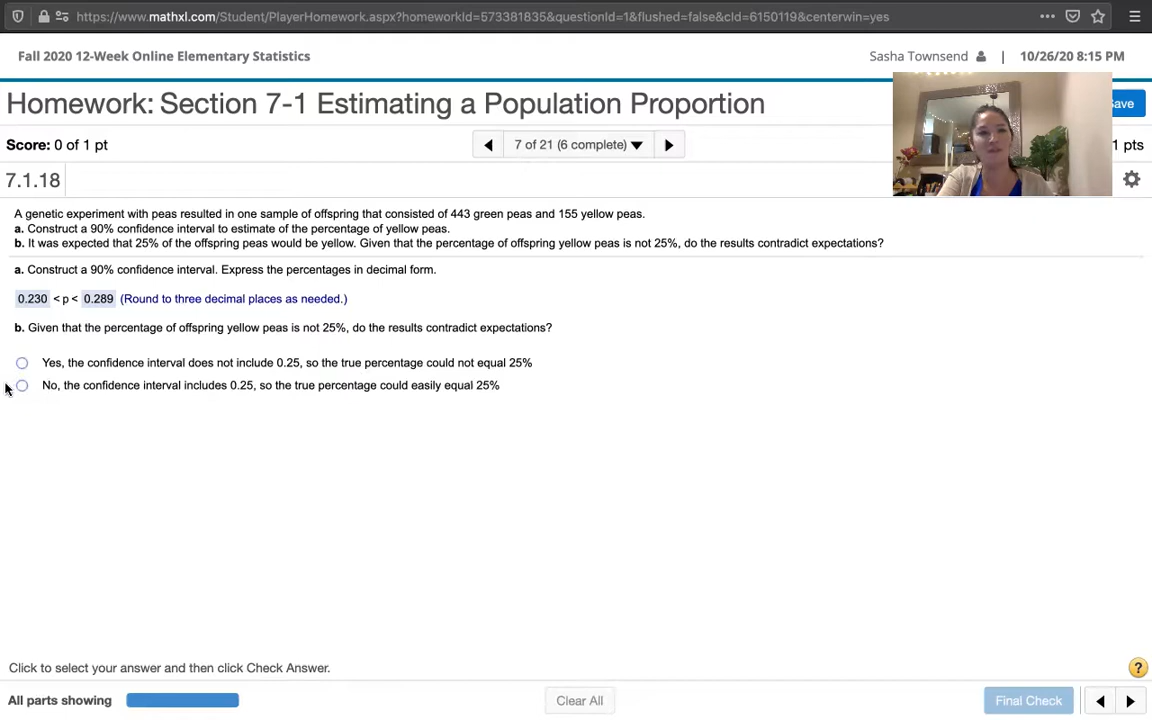 https://www.mathxl.com/Student/PlayerHomework.aspx?homeworkId=573381835&questionId=1&flushed=false&cId=6150119&centerwin=yes
Fall 2020 12-Week Online Elementary Statistics
Sasha Townsend | 10/26/20 8:15 PM
Homework: Section 7-1 Estimating a Population Proportion
Save
Score: 0 of 1 pt
7 of 21 (6 complete)
1 pts
7.1.18
A genetic experiment with peas resulted in one sample of offspring that consisted of 443 green peas and 155 yellow peas.
a. Construct a 90% confidence interval to estimate of the percentage of yellow peas.
b. It was expected that 25% of the offspring peas would be yellow. Given that the percentage of offspring yellow peas is not 25%, do the results contradict expectations?
a. Construct a 90% confidence interval. Express the percentages in decimal form.
0.230 < p < 0.289 (Round to three decimal places as needed.)
b. Given that the percentage of offspring yellow peas is not 25%, do the results contradict expectations?
Yes, the confidence interval does not include 0.25, so the true percentage could not equal 25%
No, the confidence interval includes 0.25, so the true percentage could easily equal 25%
Click to select your answer and then click Check Answer.
?
All parts showing
Clear All
Final Check